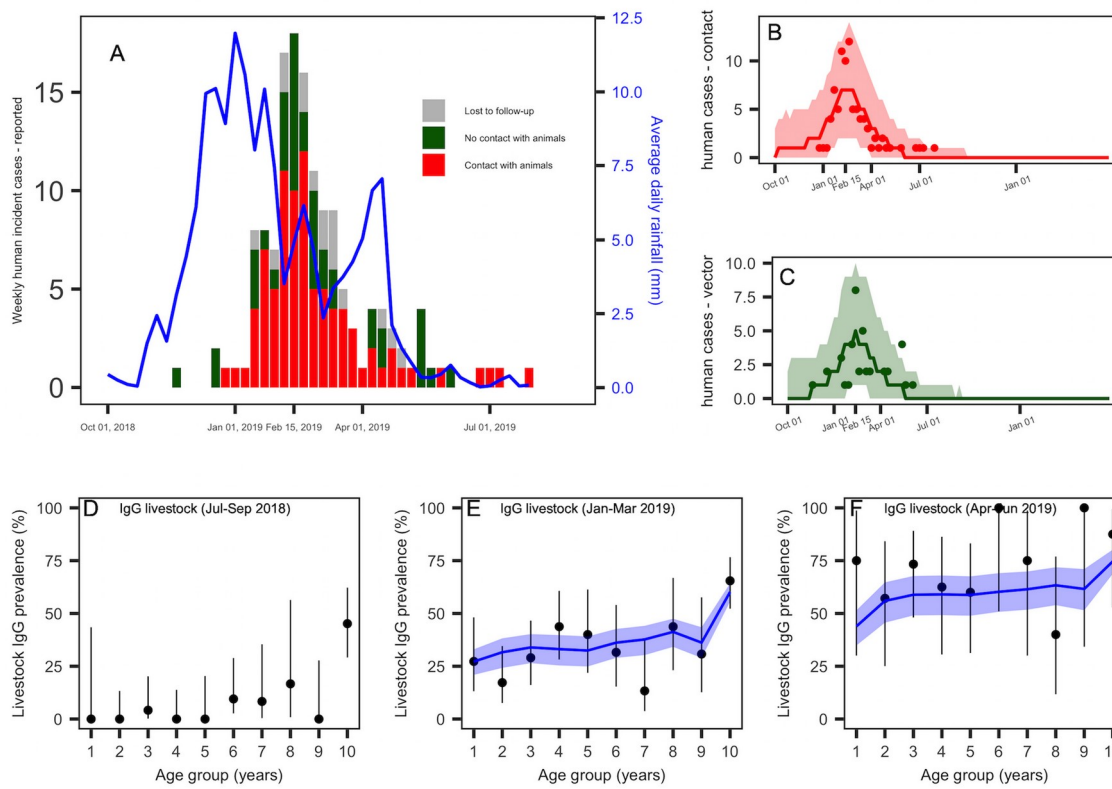 A
Weekly human incident cases - reported
15
10
5
0
12.5
10.0
7.5
5.0
2.5
0.0
Average daily rainfall (mm)
Lost to follow-up
No contact with animals
Contact with animals
Oct 01, 2018
Jan 01, 2019
Feb 15, 2019
Apr 01, 2019
Jul 01, 2019
B
human cases - contact
10
5
0
Oct 01
Jan 01
Feb 15
Apr 01
Jul 01
Jan 01
C
human cases - vector
10.0
7.5
5.0
2.5
0.0
Oct 01
Jan 01
Feb 15
Apr 01
Jul 01
Jan 01
D
IgG livestock (Jul-Sep 2018)
Livestock IgG prevalence (%)
100
75
50
25
0
1 2 3 4 5 6 7 8 9 10
Age group (years)
E
IgG livestock (Jan-Mar 2019)
Livestock IgG prevalence (%)
100
75
50
25
0
1 2 3 4 5 6 7 8 9 10
Age group (years)
F
IgG livestock (Apr-Jun 2019)
Livestock IgG prevalence (%)
100
75
50
25
0
1 2 3 4 5 6 7 8 9 1
Age group (years)